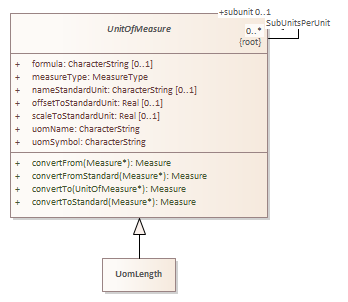 +subunit 0..1
UnitOfMeasure
SubUnitsPerUnit
0..*
{root}
+ formula: CharacterString [0..1]
+ measureType: MeasureType
+ nameStandardUnit: CharacterString [0..1]
+ offsetToStandardUnit: Real [0..1]
+ scaleToStandardUnit: Real [0..1]
+ uomName: CharacterString
+ uomSymbol: CharacterString
+ convertFrom(Measure*): Measure
+ convertFromStandard(Measure*): Measure
+ convertTo(UnitOfMeasure*): Measure
+ convertToStandard(Measure*): Measure
UomLength